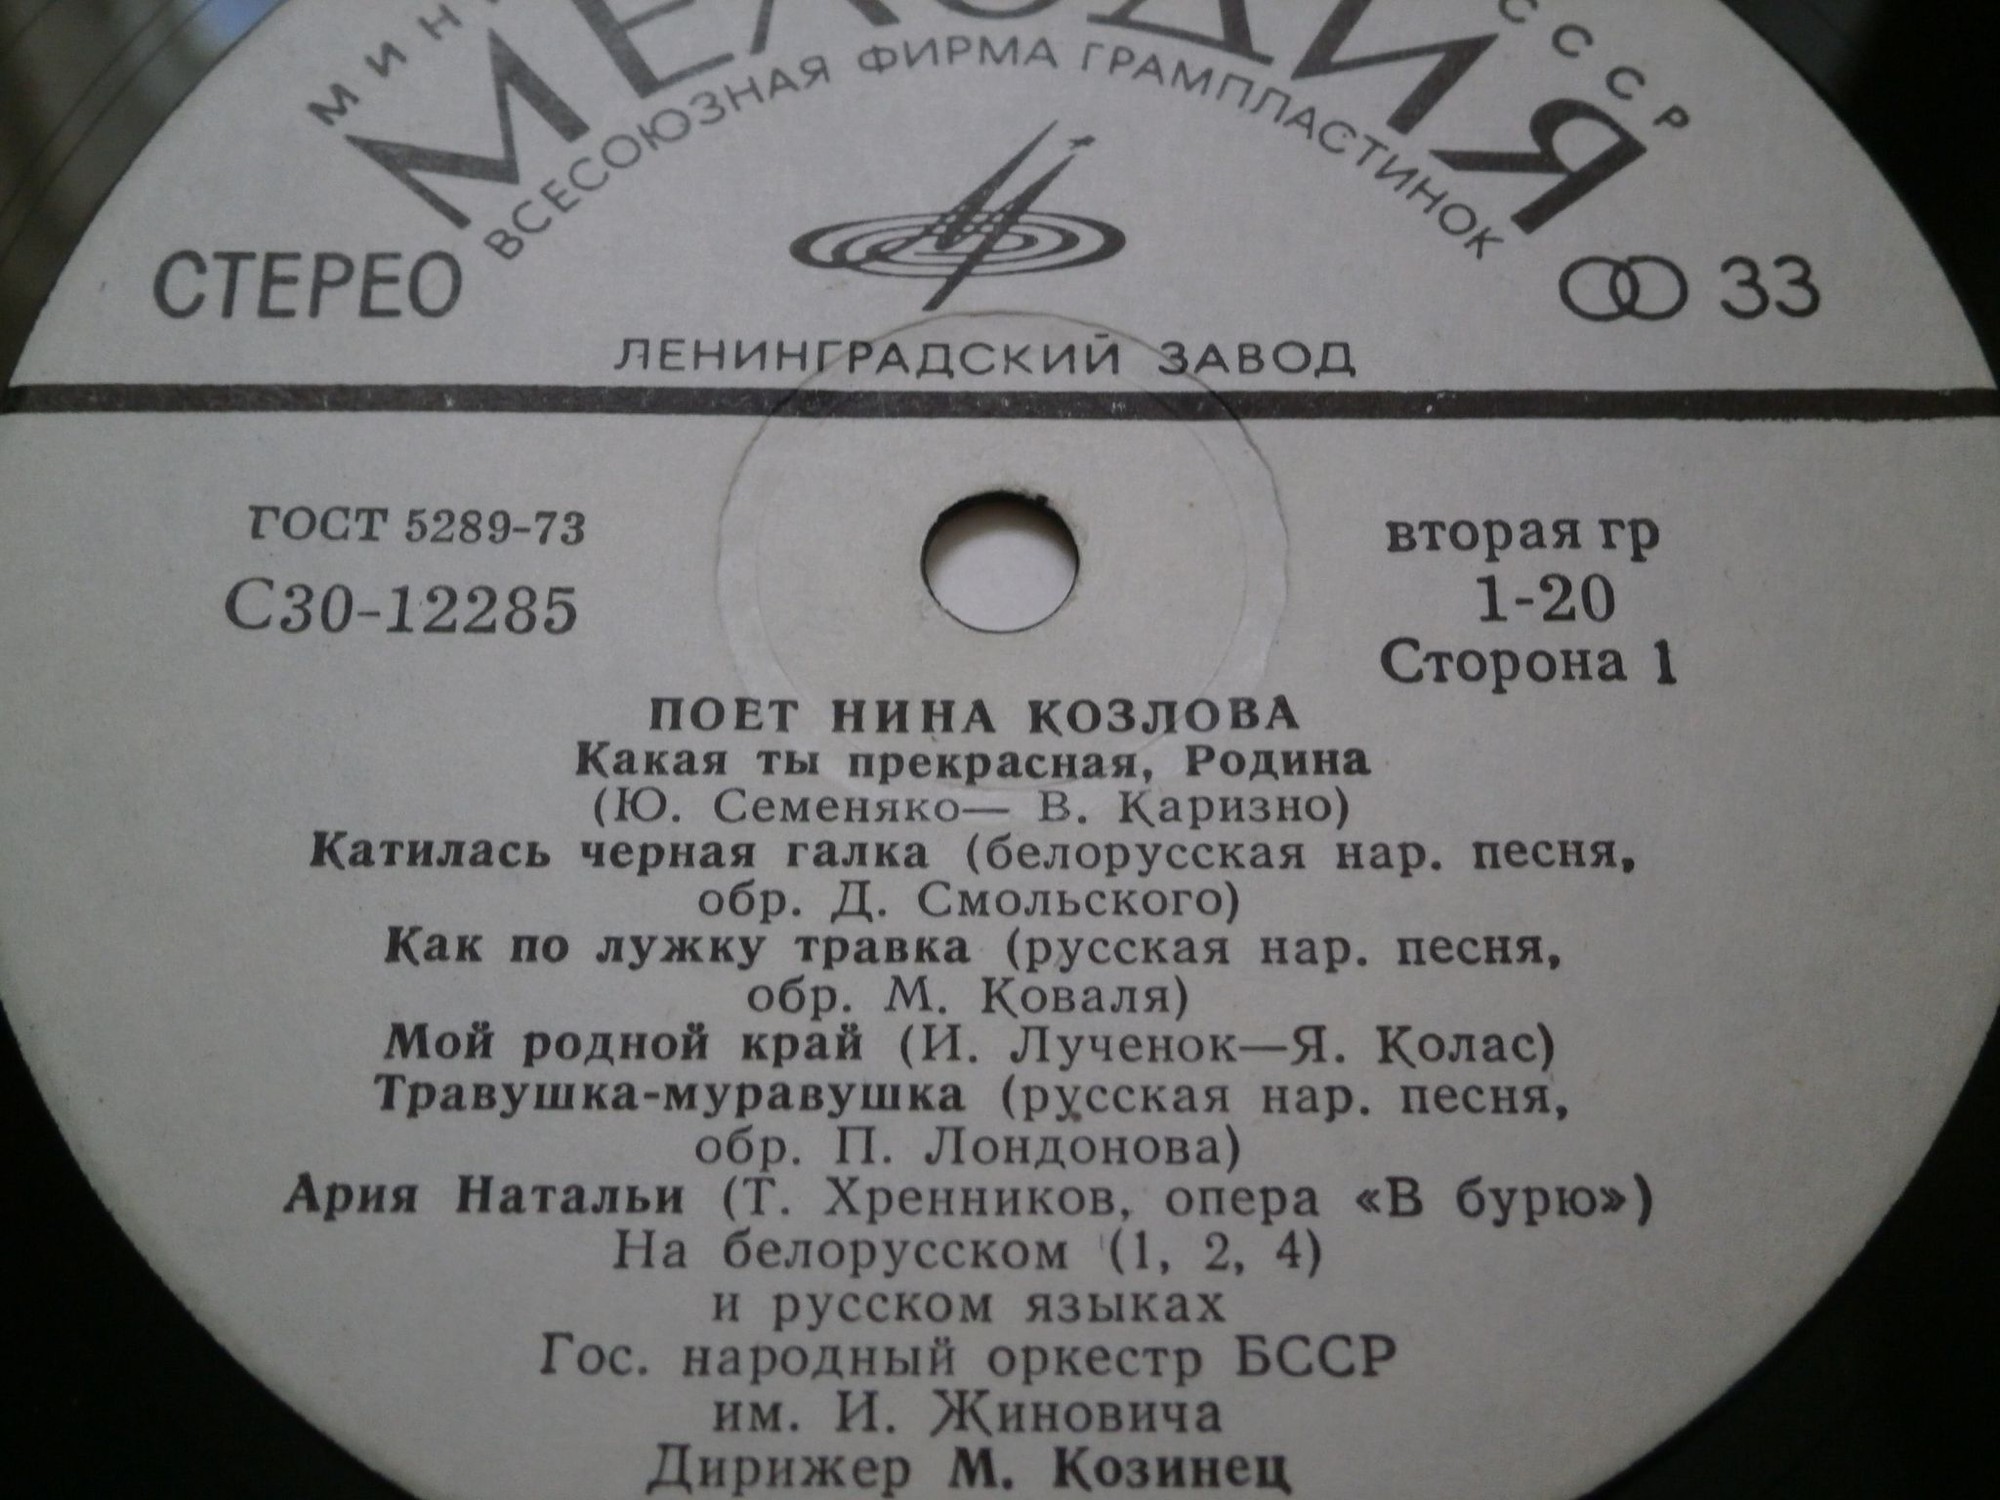 МЕЛОДИЯ
СССР
ВСЕСОЮЗНАЯ ФИРМА ГРАМПЛАСТИНОК
СТЕРЕО
33
ЛЕНИНГРАДСКИЙ ЗАВОД
ГОСТ 5289-73
С30-12285
вторая гр
1-20
Сторона 1
ПОЕТ НИНА КОЗЛОВА
Какая ты прекрасная, Родина
(Ю. Семеняко— В. Каризно)
Катилась черная галка (белорусская нар. песня,
обр. Д. Смольского)
Как по лужку травка (русская нар. песня,
обр. М. Коваля)
Мой родной край (И. Лученок—Я. Колас)
Травушка-муравушка (русская нар. песня,
обр. П. Лондонова)
Ария Натальи (Т. Хренников, опера «В бурю»)
На белорусском (1, 2, 4)
и русском языках
Гос. народный оркестр БССР
им. И. Жиновича
Дирижер М. Козинец